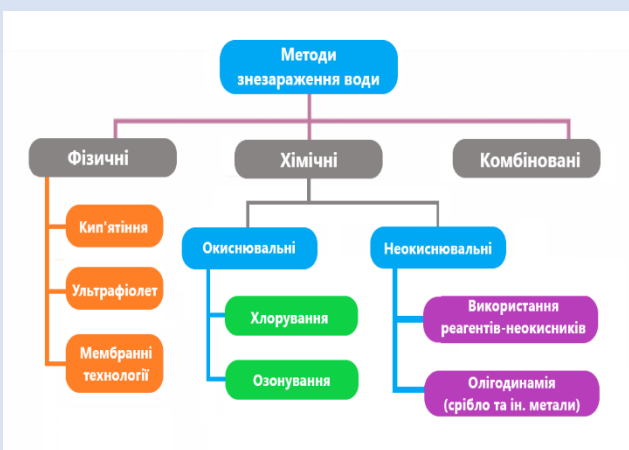 Методи
знезараження води
Фізичні
Хімічні
Комбіновані
Кип'ятіння
Ультрафіолет
Мембранні
технології
Окиснювальні
Неокиснювальні
Хлорування
Озонування
Використання
реагентів-неокисників
Олігодинамія
(срібло та ін. метали)